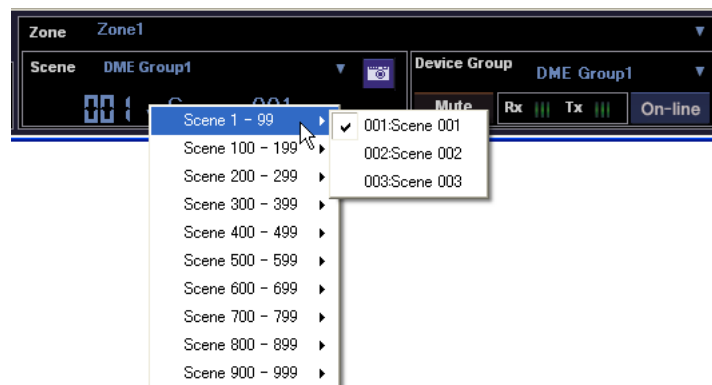 Zone Zone1
Scene DME Group1
Device Group DME Group1
001
Mute Rx Tx On-line
Scene 1 - 99
001:Scene 001
002:Scene 002
003:Scene 003
Scene 100 - 199
Scene 200 - 299
Scene 300 - 399
Scene 400 - 499
Scene 500 - 599
Scene 600 - 699
Scene 700 - 799
Scene 800 - 899
Scene 900 - 999